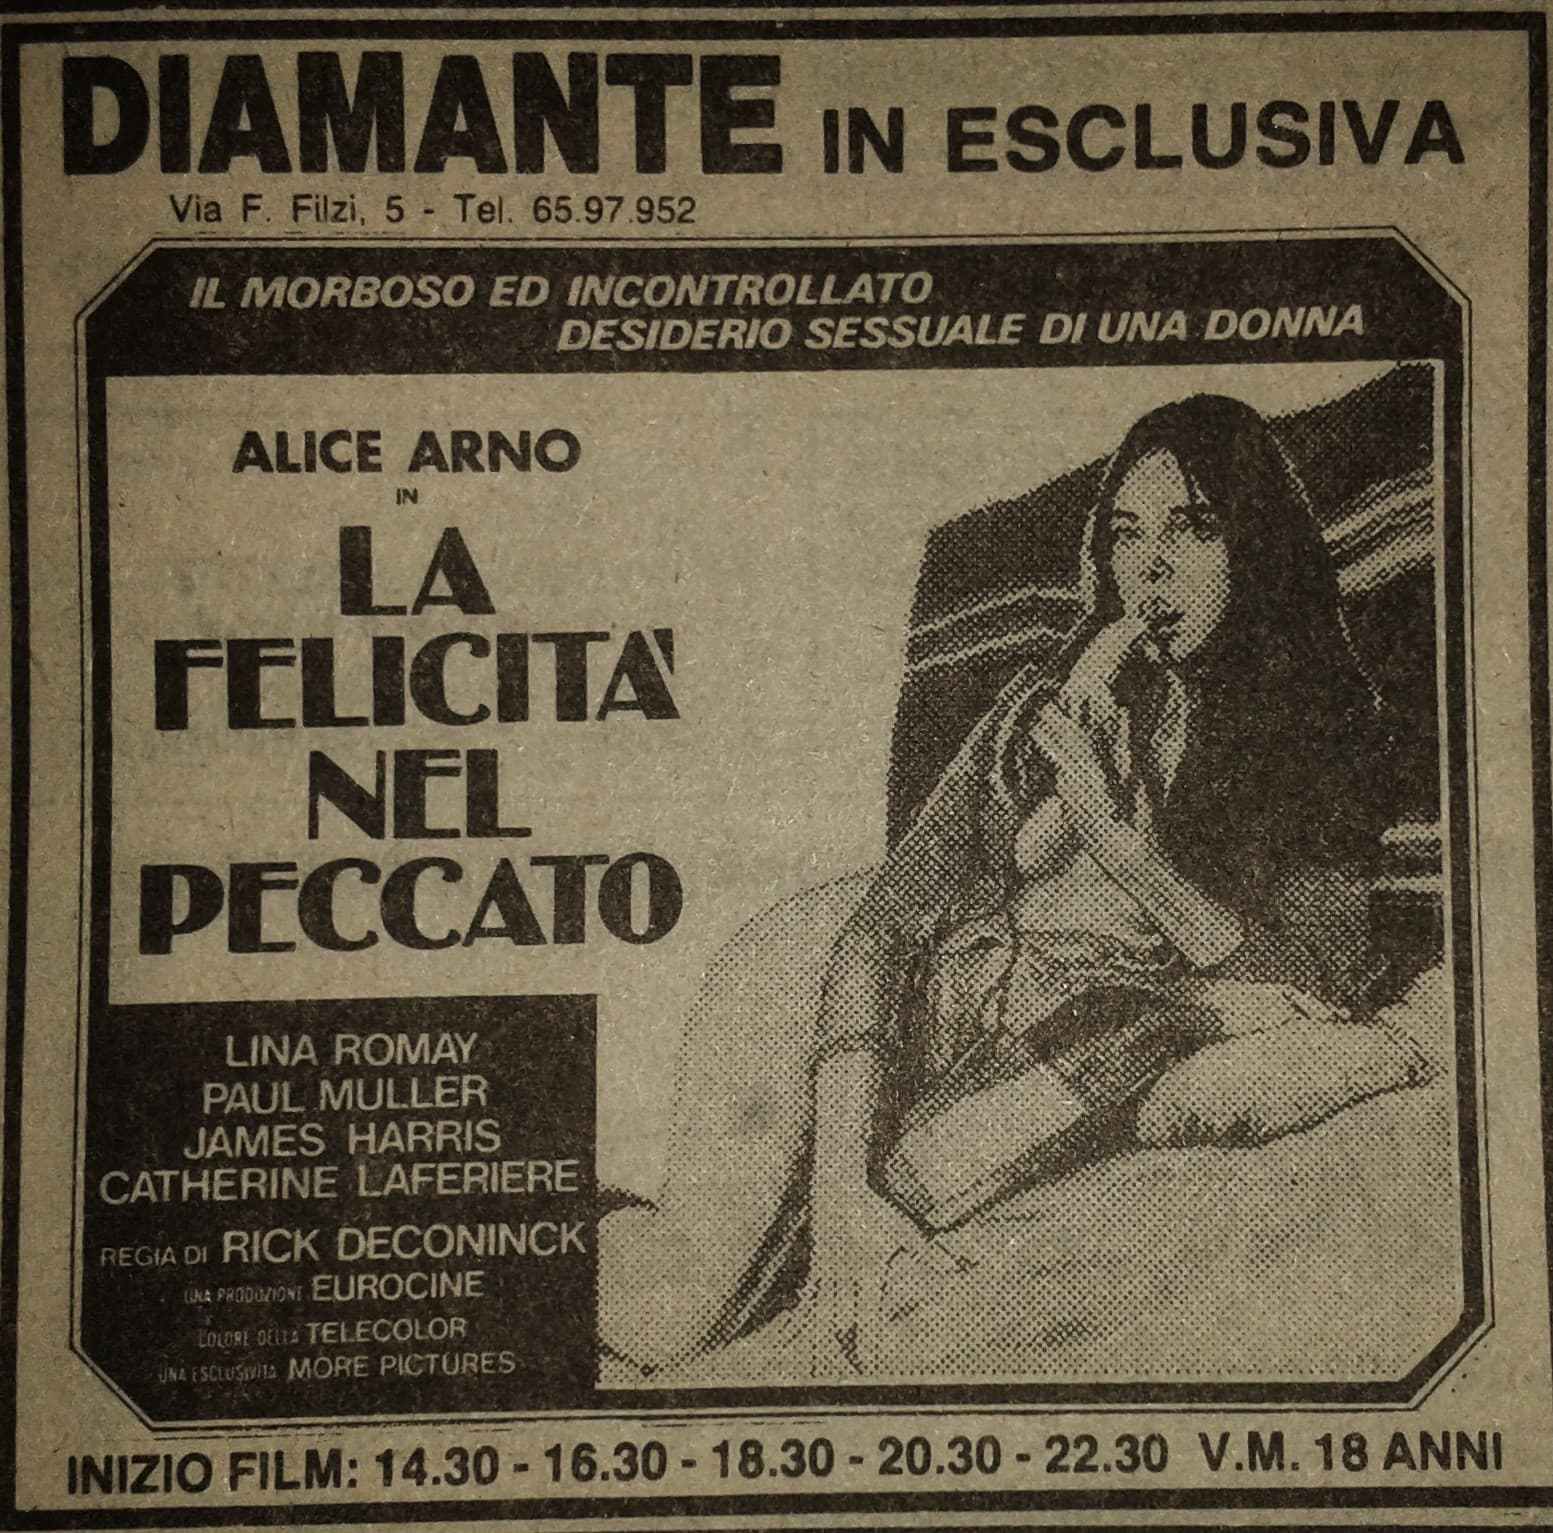 DIAMANTE IN ESCLUSIVA
Via F. Filzi, 5 - Tel. 65.97.952
IL MORBOSO ED INCONTROLLATO
DESIDERIO SESSUALE DI UNA DONNA
ALICE ARNO
IN
LA
FELICITA'
NEL
PECCATO
LINA ROMAY
PAUL MULLER
JAMES HARRIS
CATHERINE LAFERIERE
REGIA DI RICK DECONINCK
UNA PRODUZIONE EUROCINE
COLORE DELLA TELECOLOR
UNA ESCLUSIVITÀ MORE PICTURES
INIZIO FILM: 14.30 - 16.30 - 18.30 - 20.30 - 22.30 V.M. 18 ANNI